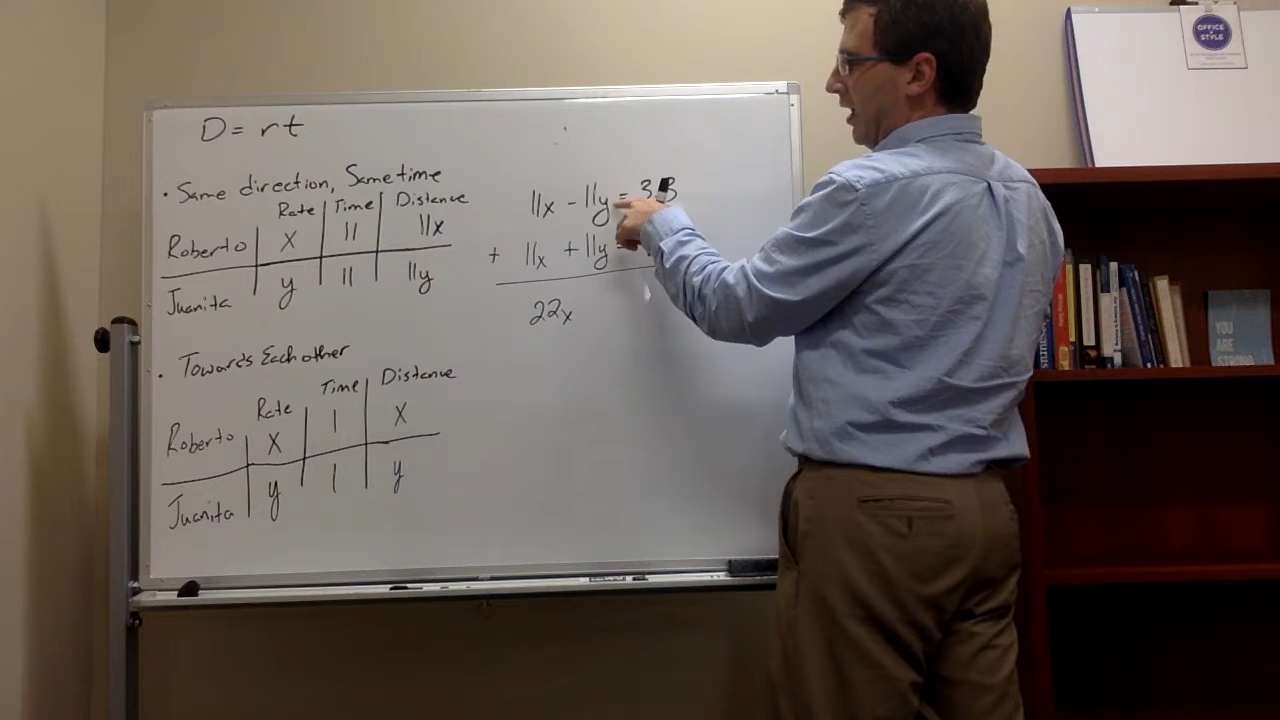 D = rt
• Same direction, Same time
Rate Time Distance
Roberto x 11 11x
Juanita y 11 11y
• Towards Each other
Rate Time Distance
Roberto x 1 x
Juanita y 1 y
11x - 11y = 33
+ 11x + 11y =
22x
OFFICE
STYLE
YOU
ARE
STRONG